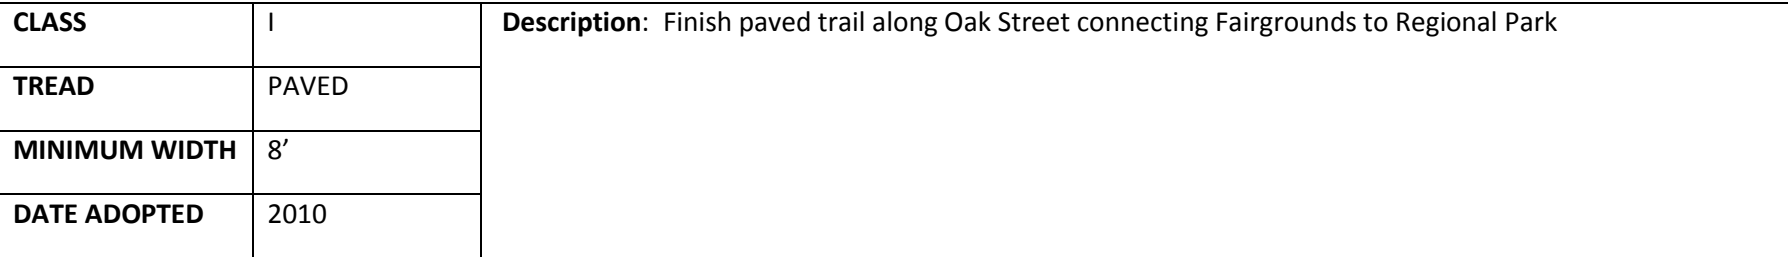 CLASS I Description: Finish paved trail along Oak Street connecting Fairgrounds to Regional Park
TREAD PAVED
MINIMUM WIDTH 8’
DATE ADOPTED 2010